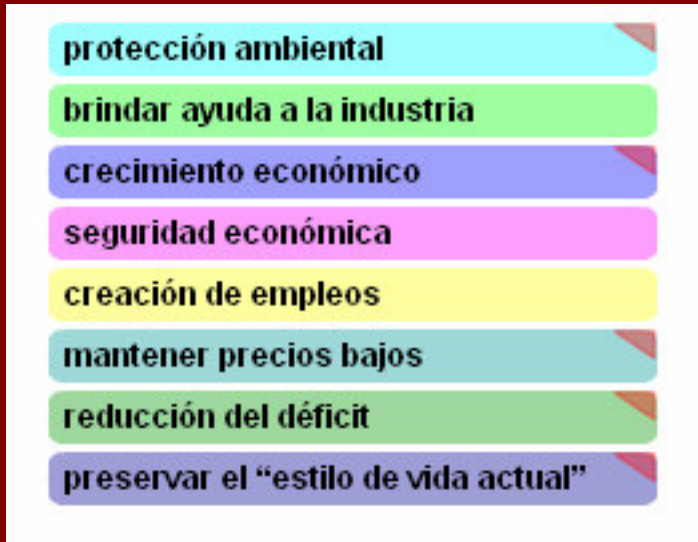 protección ambiental
brindar ayuda a la industria
crecimiento económico
seguridad económica
creación de empleos
mantener precios bajos
reducción del déficit
preservar el “estilo de vida actual”